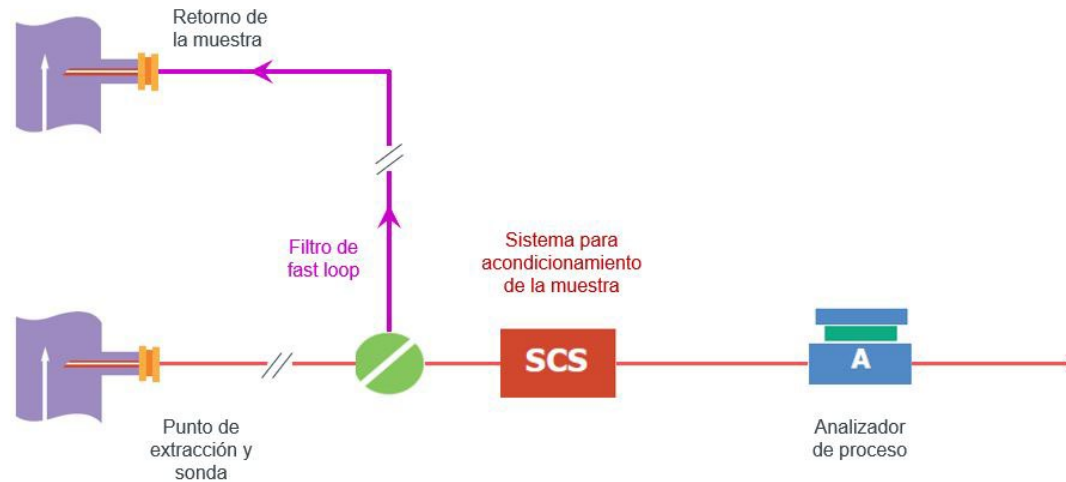 Retorno de
la muestra
Filtro de
fast loop
Sistema para
acondicionamiento
de la muestra
SCS
A
Punto de
extracción y
sonda
Analizador
de proceso